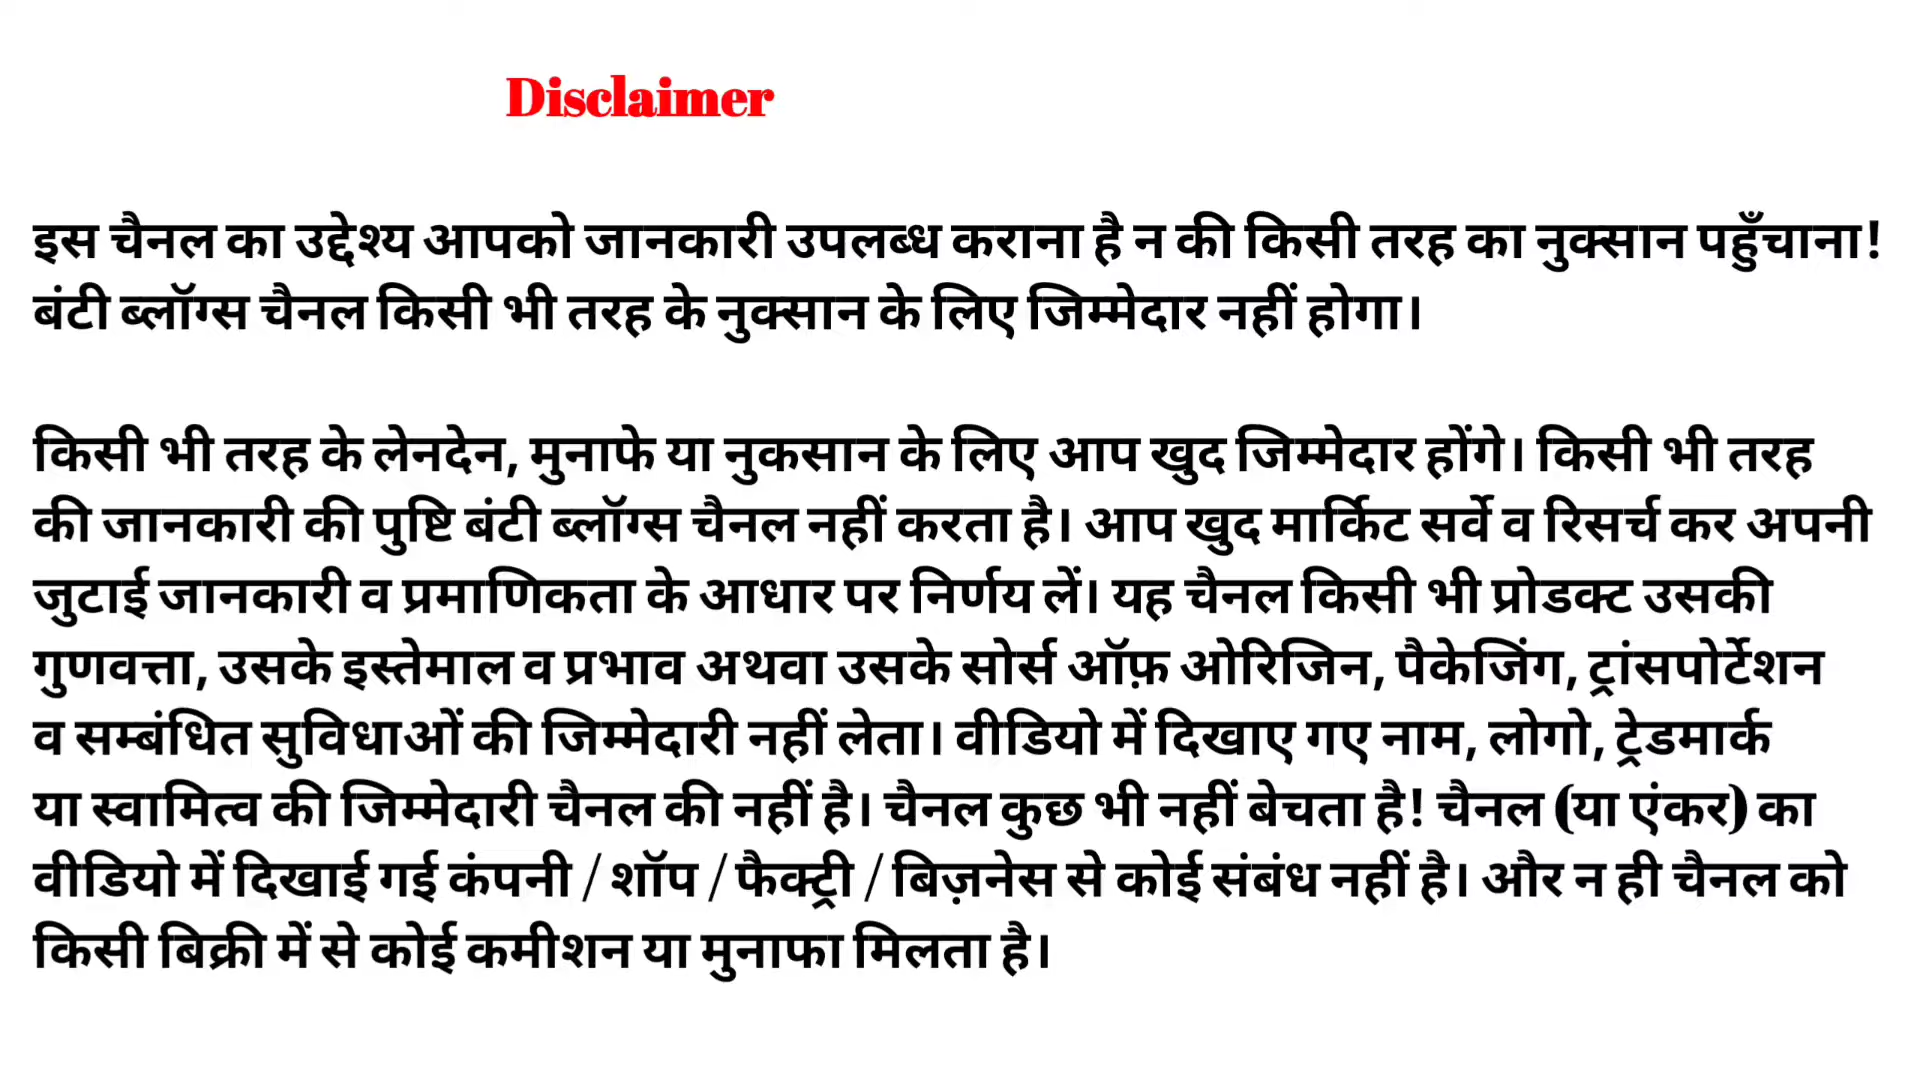 Disclaimer
इस चैनल का उद्देश्य आपको जानकारी उपलब्ध कराना है न की किसी तरह का नुक्सान पहुँचाना!
बंटी ब्लॉग्स चैनल किसी भी तरह के नुक्सान के लिए जिम्मेदार नहीं होगा।
किसी भी तरह के लेनदेन, मुनाफे या नुकसान के लिए आप खुद जिम्मेदार होंगे। किसी भी तरह
की जानकारी की पुष्टि बंटी ब्लॉग्स चैनल नहीं करता है। आप खुद मार्किट सर्वे व रिसर्च कर अपनी
जुटाई जानकारी व प्रमाणिकता के आधार पर निर्णय लें। यह चैनल किसी भी प्रोडक्ट उसकी
गुणवत्ता, उसके इस्तेमाल व प्रभाव अथवा उसके सोर्स ऑफ़ ओरिजिन, पैकेजिंग, ट्रांसपोर्टेशन
व सम्बंधित सुविधाओं की जिम्मेदारी नहीं लेता। वीडियो में दिखाए गए नाम, लोगो, ट्रेडमार्क
या स्वामित्व की जिम्मेदारी चैनल की नहीं है। चैनल कुछ भी नहीं बेचता है! चैनल (या एंकर) का
वीडियो में दिखाई गई कंपनी / शॉप / फैक्ट्री / बिज़नेस से कोई संबंध नहीं है। और न ही चैनल को
किसी बिक्री में से कोई कमीशन या मुनाफा मिलता है।